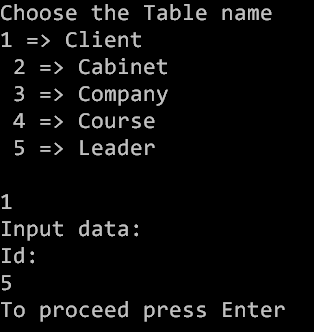 Choose the Table name
1 => Client
2 => Cabinet
3 => Company
4 => Course
5 => Leader
1
Input data:
Id:
5
To proceed press Enter